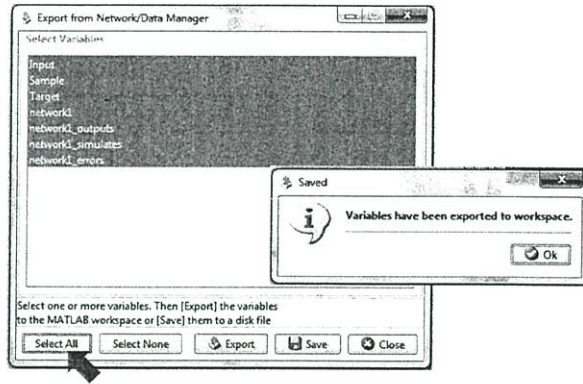 Export from Network/Data Manager
Select Variables
Input
Sample
Target
network1
network1_outputs
network1_simulates
network1_errors
Saved
Variables have been exported to workspace.
Ok
Select one or more variables. Then [Export] the variables
to the MATLAB workspace or [Save] them to a disk file
Select All Select None Export Save Close